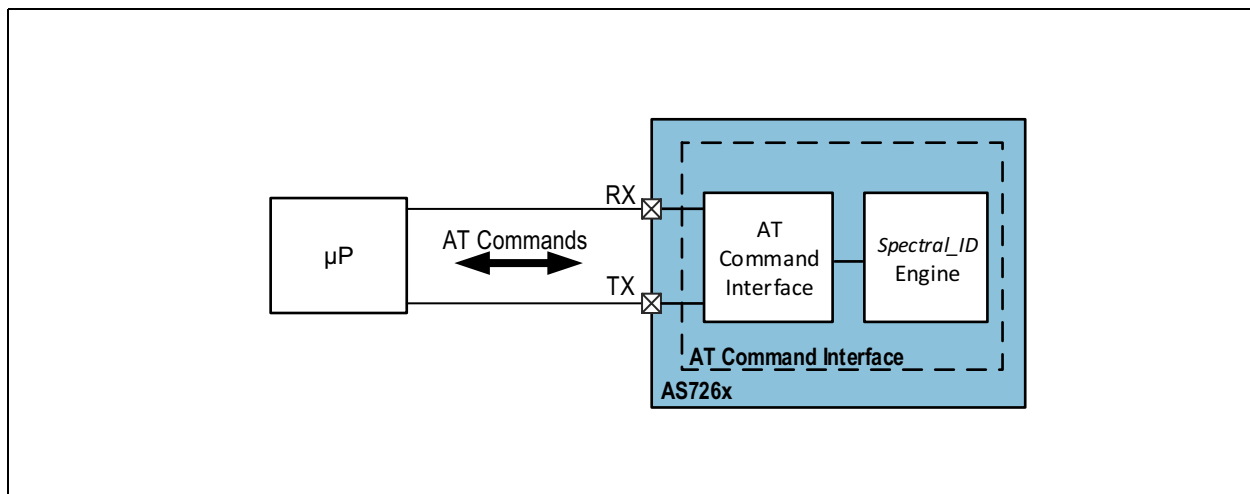 RX
AT Commands
TX
µP
AT
Command
Interface
Spectral_ID
Engine
AT Command Interface
AS726x